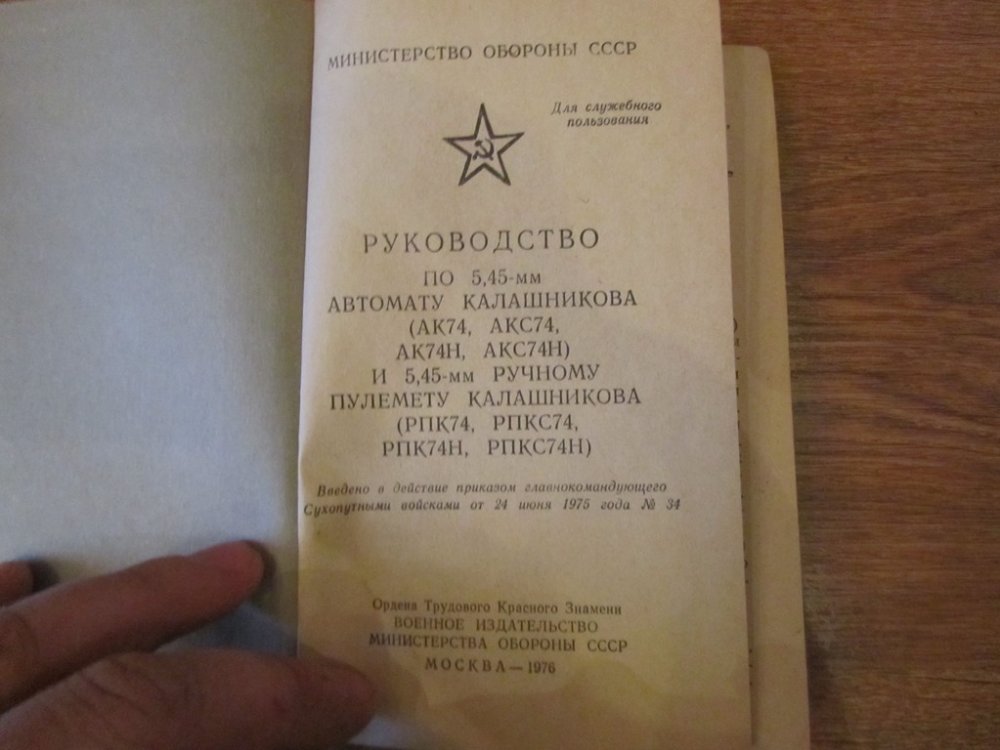 МИНИСТЕРСТВО ОБОРОНЫ СССР
Для служебного
пользования
РУКОВОДСТВО
ПО 5,45-мм
АВТОМАТУ КАЛАШНИКОВА
(АК74, АКС74,
АК74Н, АКС74Н)
И 5,45-мм РУЧНОМУ
ПУЛЕМЕТУ КАЛАШНИКОВА
(РПК74, РПКС74,
РПК74Н, РПКС74Н)
Введено в действие приказом главнокомандующего
Сухопутными войсками от 24 июня 1975 года № 34
Ордена Трудового Красного Знамени
ВОЕННОЕ ИЗДАТЕЛЬСТВО
МИНИСТЕРСТВА ОБОРОНЫ СССР
МОСКВА — 1976